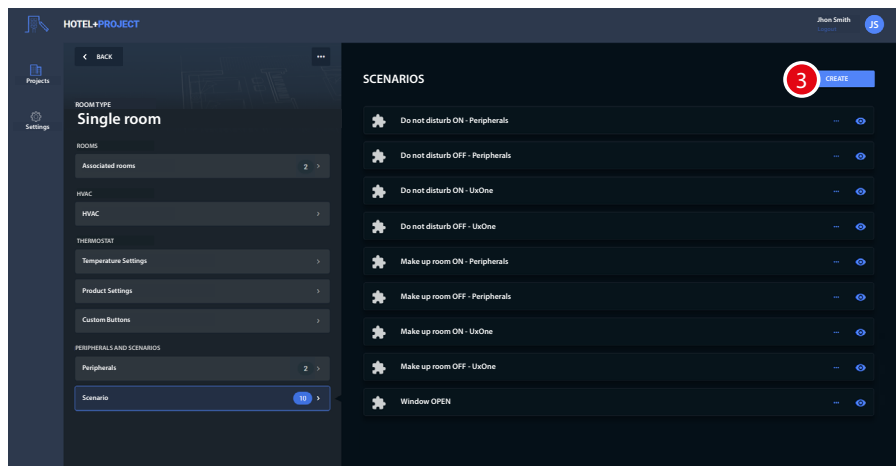 HOTEL+PROJECT
Jhon Smith
Logout
JS
Projects
Settings
BACK
ROOM TYPE
Single room
ROOMS
Associated rooms 2
HVAC
HVAC
THERMOSTAT
Temperature Settings
Product Settings
Custom Buttons
PERIPHERALS AND SCENARIOS
Peripherals 2
Scenario 10
SCENARIOS
3 CREATE
Do not disturb ON - Peripherals
Do not disturb OFF - Peripherals
Do not disturb ON - UxOne
Do not disturb OFF - UxOne
Make up room ON - Peripherals
Make up room OFF - Peripherals
Make up room ON - UxOne
Make up room OFF - UxOne
Window OPEN